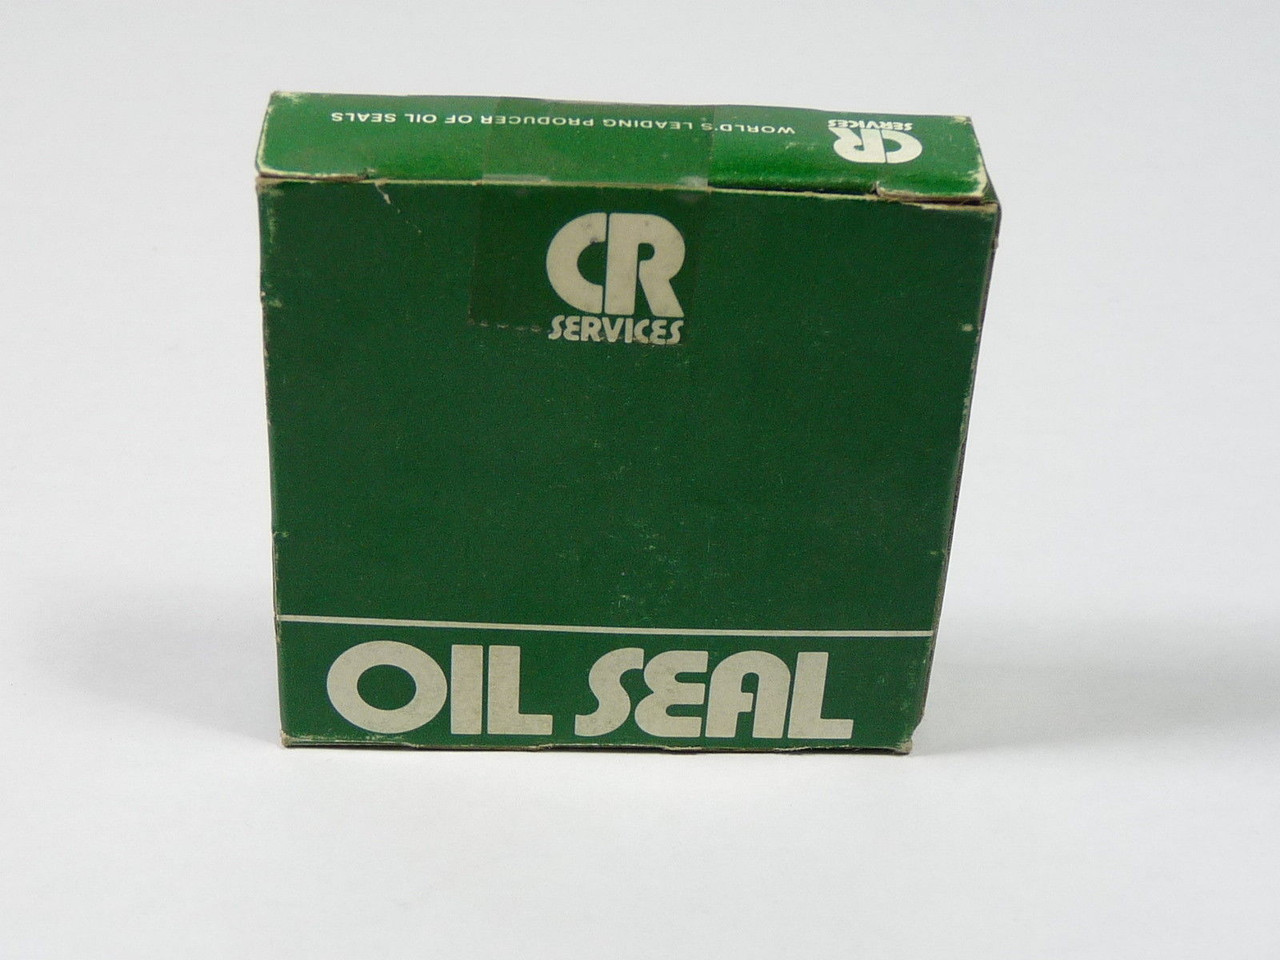 CR
SERVICES
WORLD'S LEADING PRODUCER OF OIL SEALS
CR
SERVICES
OIL SEAL